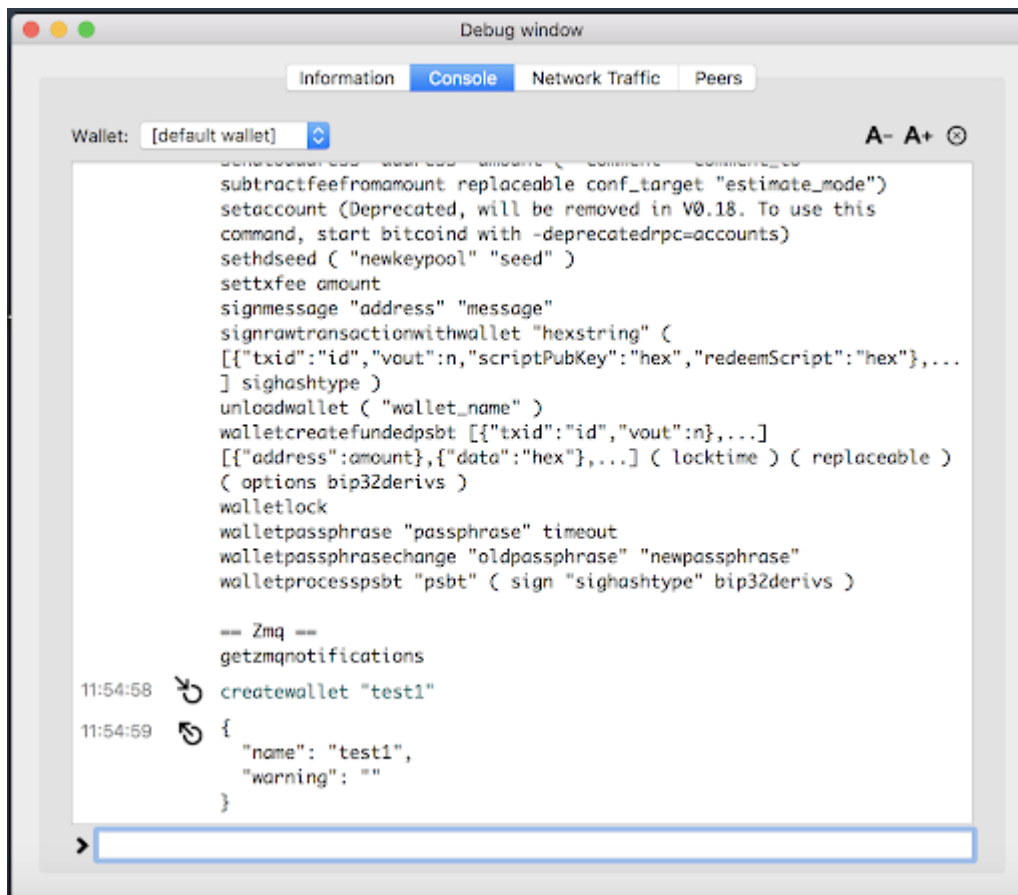 Debug window
Information Console Network Traffic Peers
Wallet: [default wallet] A- A+
subtractfeefromamount replaceable conf_target "estimate_mode")
setaccount (Deprecated, will be removed in V0.18. To use this
command, start bitcoind with -deprecatedrpc=accounts)
sethdseed ( "newkeypool" "seed" )
settxfee amount
signmessage "address" "message"
signrawtransactionwithwallet "hexstring" (
[{"txid":"id","vout":n,"scriptPubKey":"hex","redeemScript":"hex"},...
] sighashtype )
unloadwallet ( "wallet_name" )
walletcreatefundedpsbt [{"txid":"id","vout":n},...]
[{"address":amount},{"data":"hex"},...] ( locktime ) ( replaceable )
( options bip32derivs )
walletlock
walletpassphrase "passphrase" timeout
walletpassphrasechange "oldpassphrase" "newpassphrase"
walletprocesspsbt "psbt" ( sign "sighashtype" bip32derivs )
== Zmq ==
getzmqnotifications
11:54:58 createwallet "test1"
11:54:59 {
"name": "test1",
"warning": ""
}